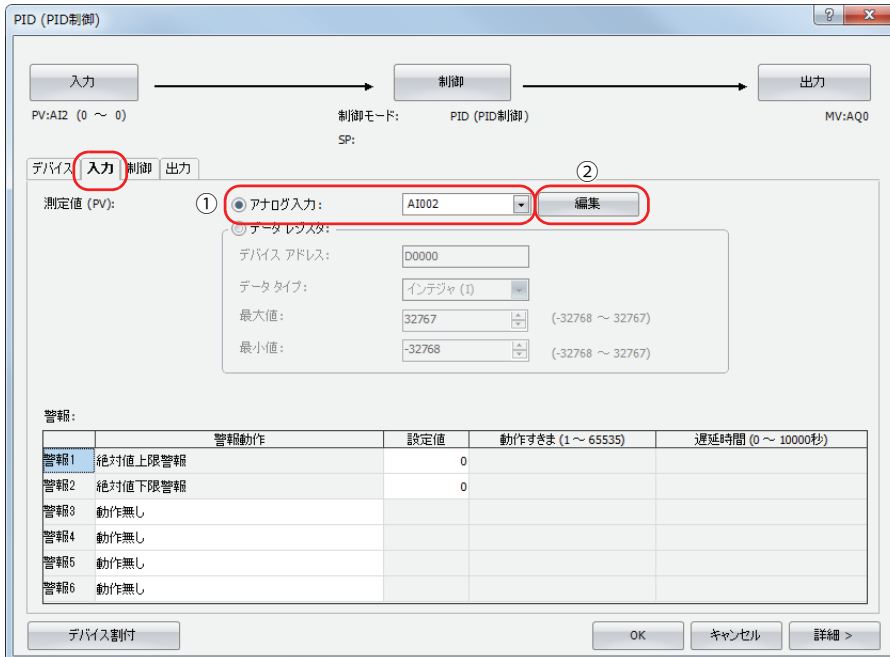 PID (PID制御)
入力
制御
出力
PV:AI2 (0 ～ 0)
制御モード: PID (PID制御)
MV:AQ0
SP:
デバイス 入力 制御 出力
②
測定値 (PV):
① アナログ入力: AI002 編集
データ レジスタ:
デバイス アドレス: D0000
データ タイプ: インテジャ (I)
最大値: 32767 (-32768 ～ 32767)
最小値: -32768 (-32768 ～ 32767)
警報:
警報動作 設定値 動作すきま (1 ～ 65535) 遅延時間 (0 ～ 10000秒)
警報1 絶対値上限警報 0
警報2 絶対値下限警報 0
警報3 動作無し
警報4 動作無し
警報5 動作無し
警報6 動作無し
デバイス割付 OK キャンセル 詳細 >